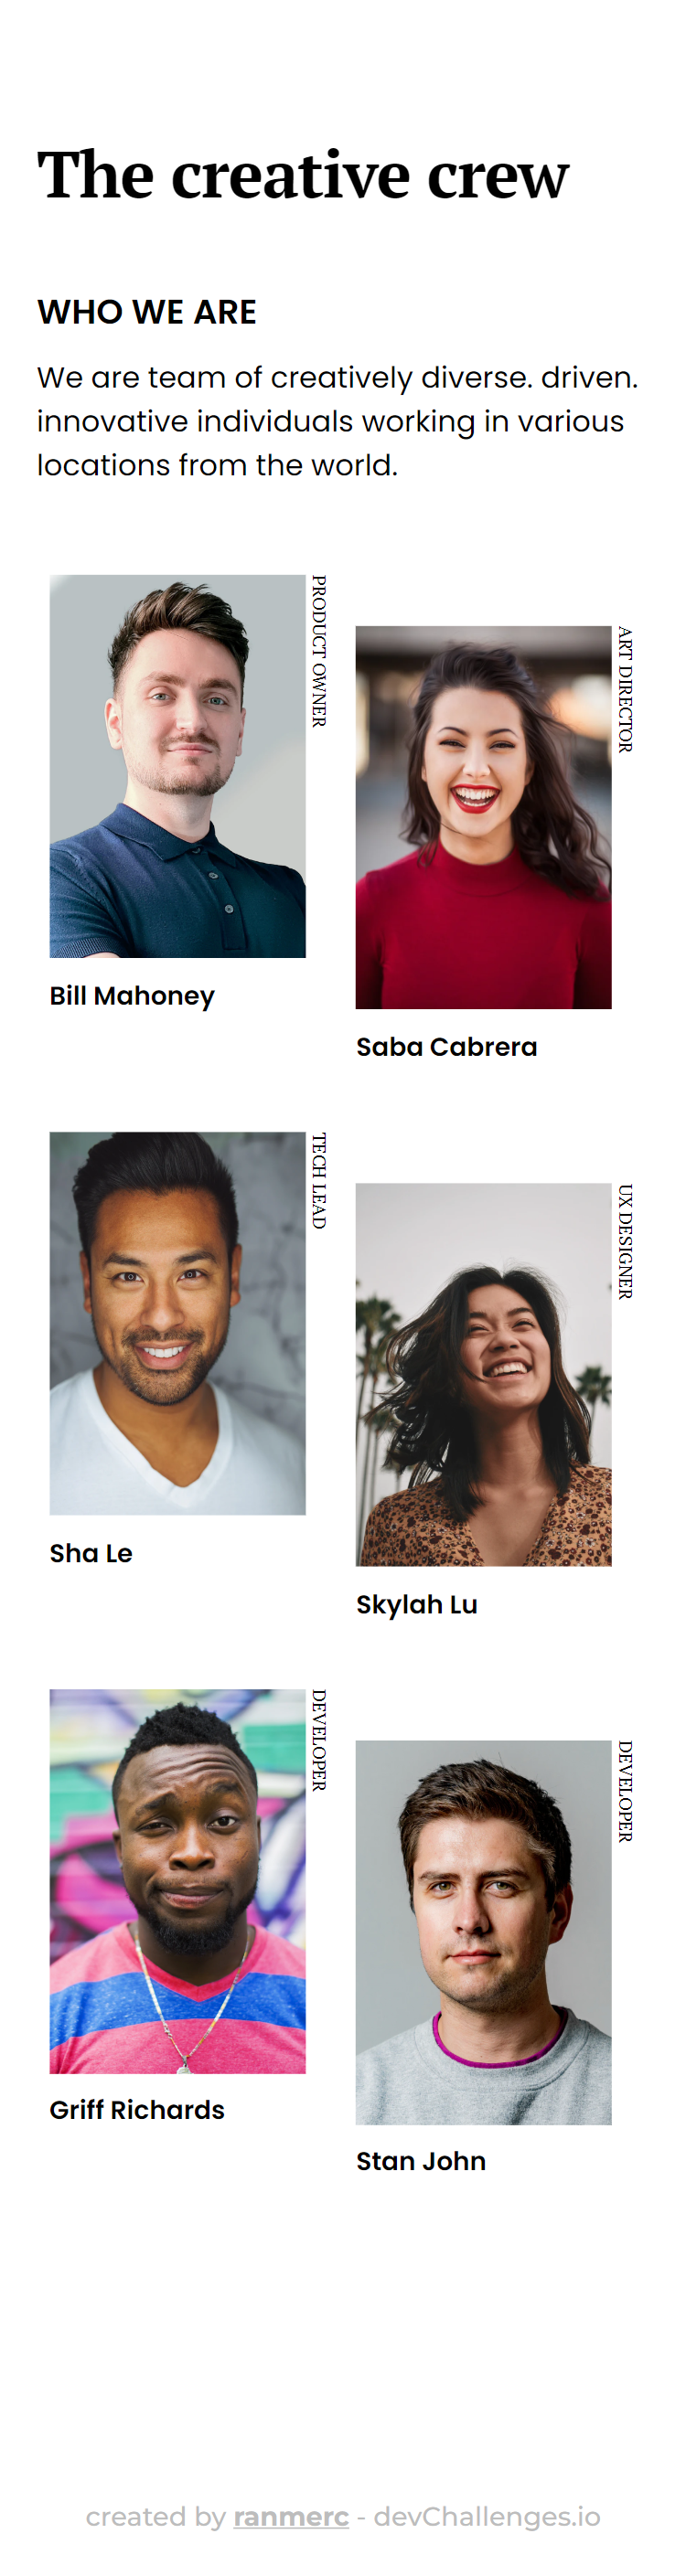 The creative crew
WHO WE ARE
We are team of creatively diverse. driven.
innovative individuals working in various
locations from the world.
PRODUCT OWNER
Bill Mahoney
ART DIRECTOR
Saba Cabrera
TECH LEAD
Sha Le
UX DESIGNER
Skylah Lu
DEVELOPER
Griff Richards
DEVELOPER
Stan John
created by ranmerc - devChallenges.io